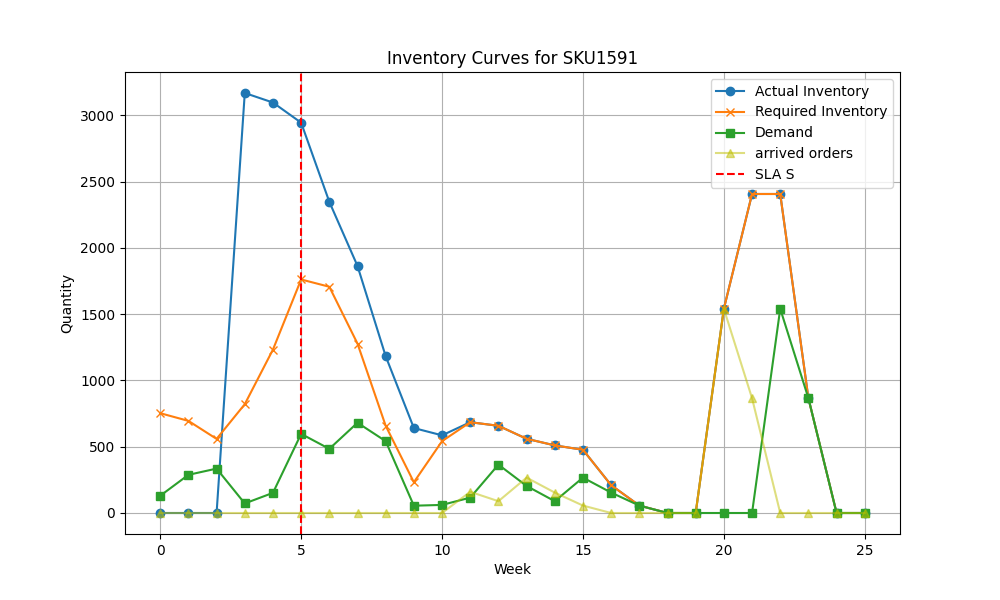 Inventory Curves for SKU1591
Actual Inventory
Required Inventory
Demand
arrived orders
SLA S
3000
2500
2000
1500
1000
500
0
Quantity
0 5 10 15 20 25
Week